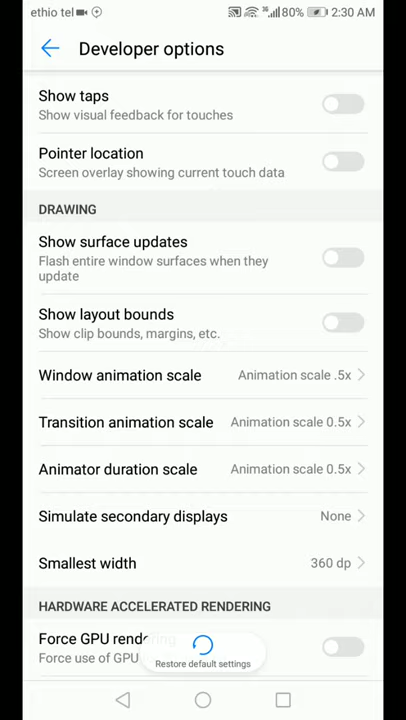 ethio tel 3G 80% 2:30 AM
Developer options
Show taps
Show visual feedback for touches
Pointer location
Screen overlay showing current touch data
DRAWING
Show surface updates
Flash entire window surfaces when they
update
Show layout bounds
Show clip bounds, margins, etc.
Window animation scale Animation scale .5x
Transition animation scale Animation scale 0.5x
Animator duration scale Animation scale 0.5x
Simulate secondary displays None
Smallest width 360 dp
HARDWARE ACCELERATED RENDERING
Force GPU rendering
Force use of GPU
Restore default settings